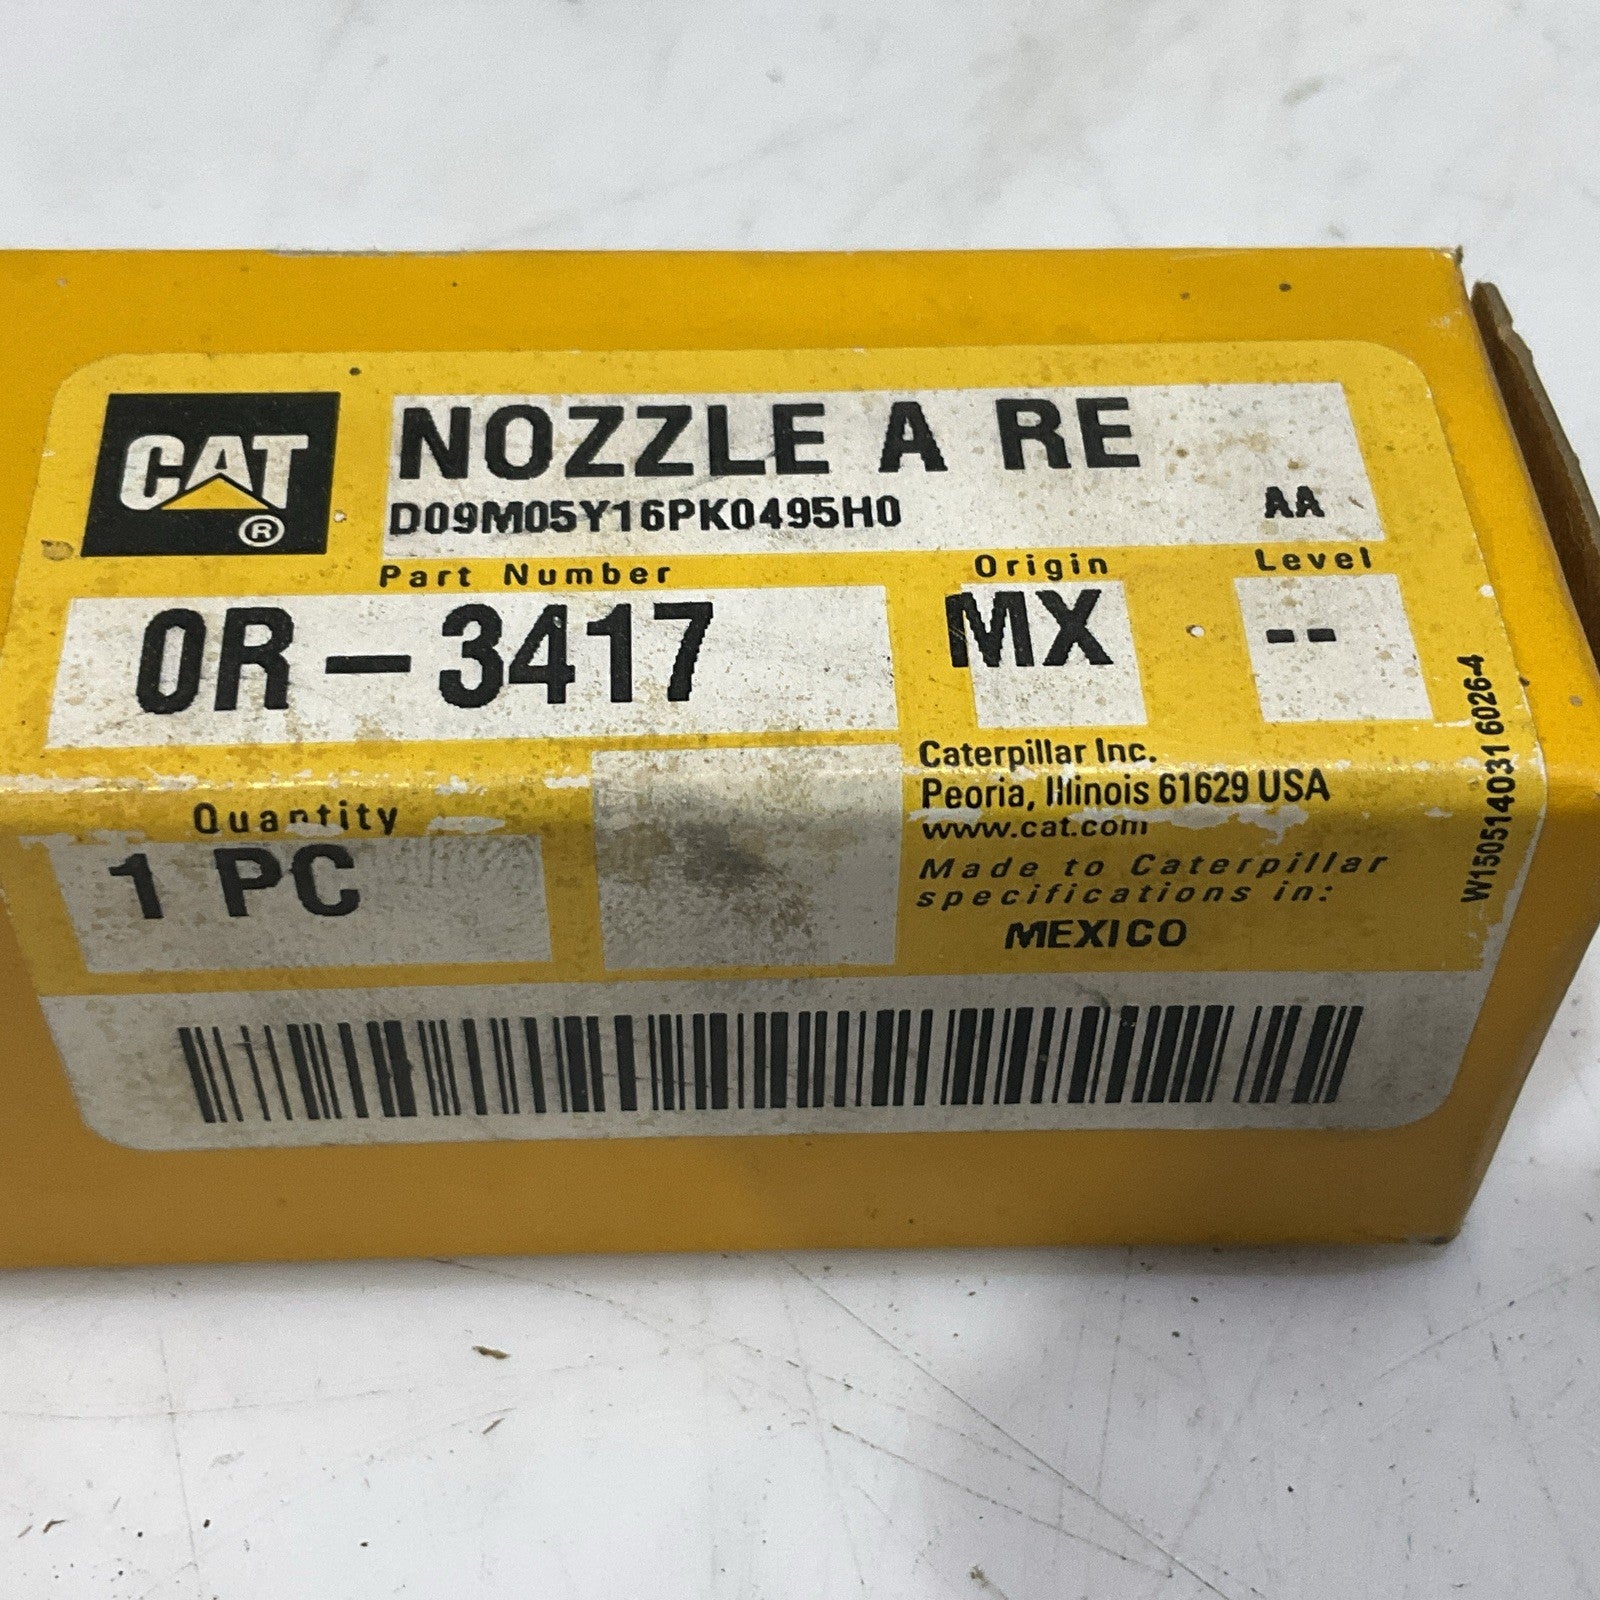 CAT
®
NOZZLE A RE
D09M05Y16PK0495H0 AA
Part Number Origin Level
0R-3417 MX --
Caterpillar Inc.
Peoria, Illinois 61629 USA
www.cat.com
Quantity
1 PC
Made to Caterpillar
specifications in:
MEXICO
W1505140316026-4